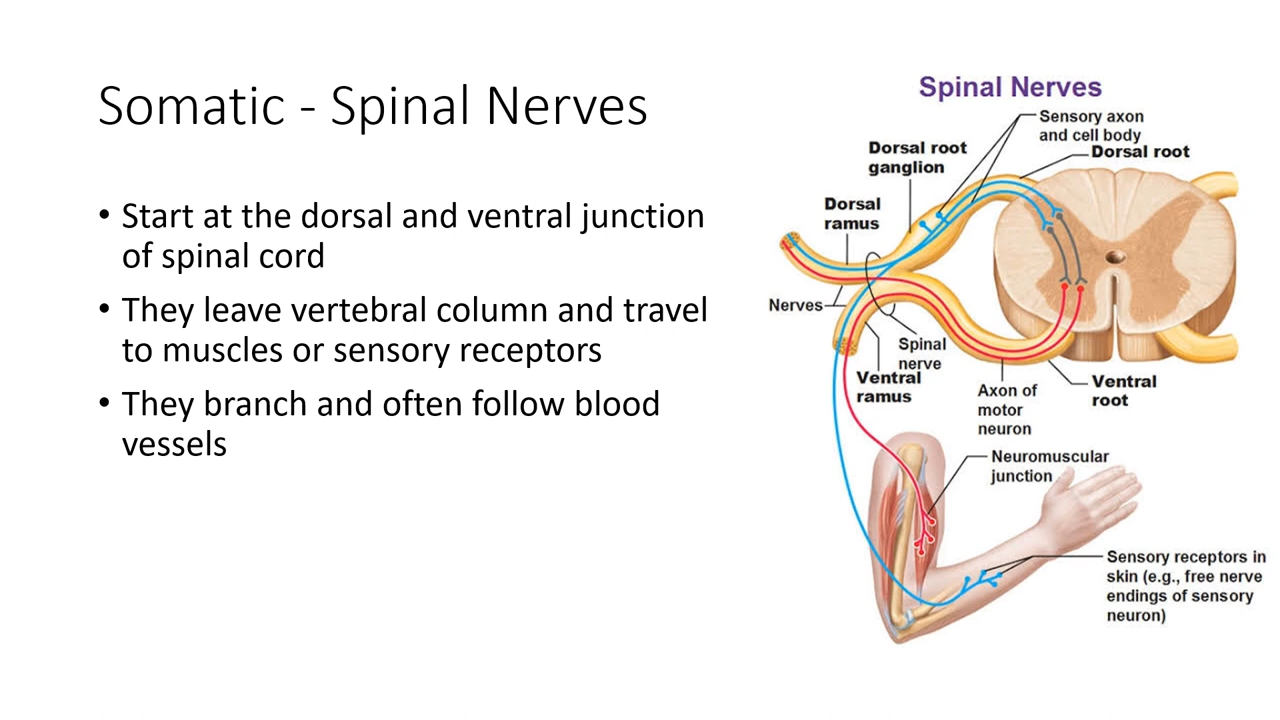 Somatic - Spinal Nerves
• Start at the dorsal and ventral junction
of spinal cord
• They leave vertebral column and travel
to muscles or sensory receptors
• They branch and often follow blood
vessels
Spinal Nerves
Sensory axon
and cell body
Dorsal root
Dorsal root
ganglion
Dorsal
ramus
Nerves
Spinal
nerve
Ventral
ramus
Axon of
motor
neuron
Ventral
root
Neuromuscular
junction
Sensory receptors in
skin (e.g., free nerve
endings of sensory
neuron)